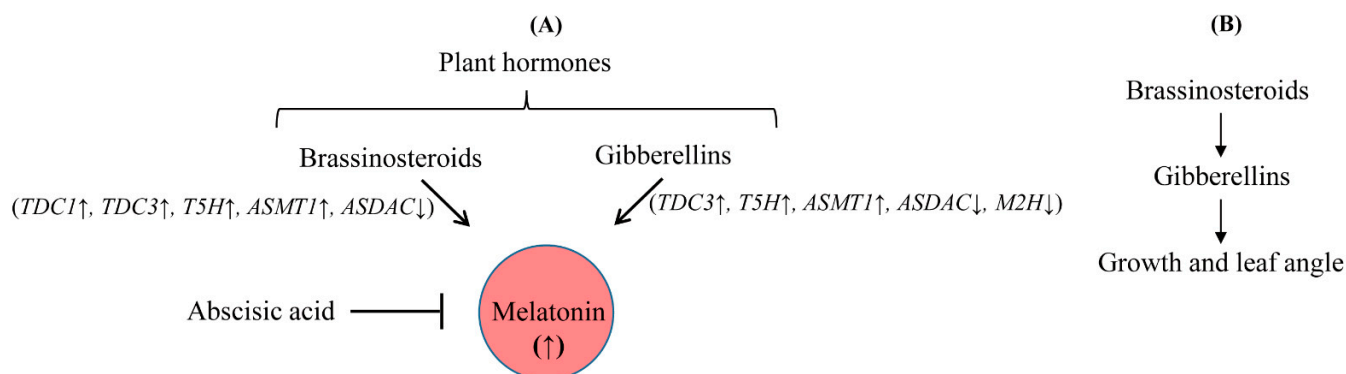 (A)
Plant hormones
Brassinosteroids
Gibberellins
(TDC1↑, TDC3↑, T5H↑, ASMT1↑, ASDAC↓)
(TDC3↑, T5H↑, ASMT1↑, ASDAC↓, M2H↓)
Abscisic acid
Melatonin
(↑)
(B)
Brassinosteroids
Gibberellins
Growth and leaf angle